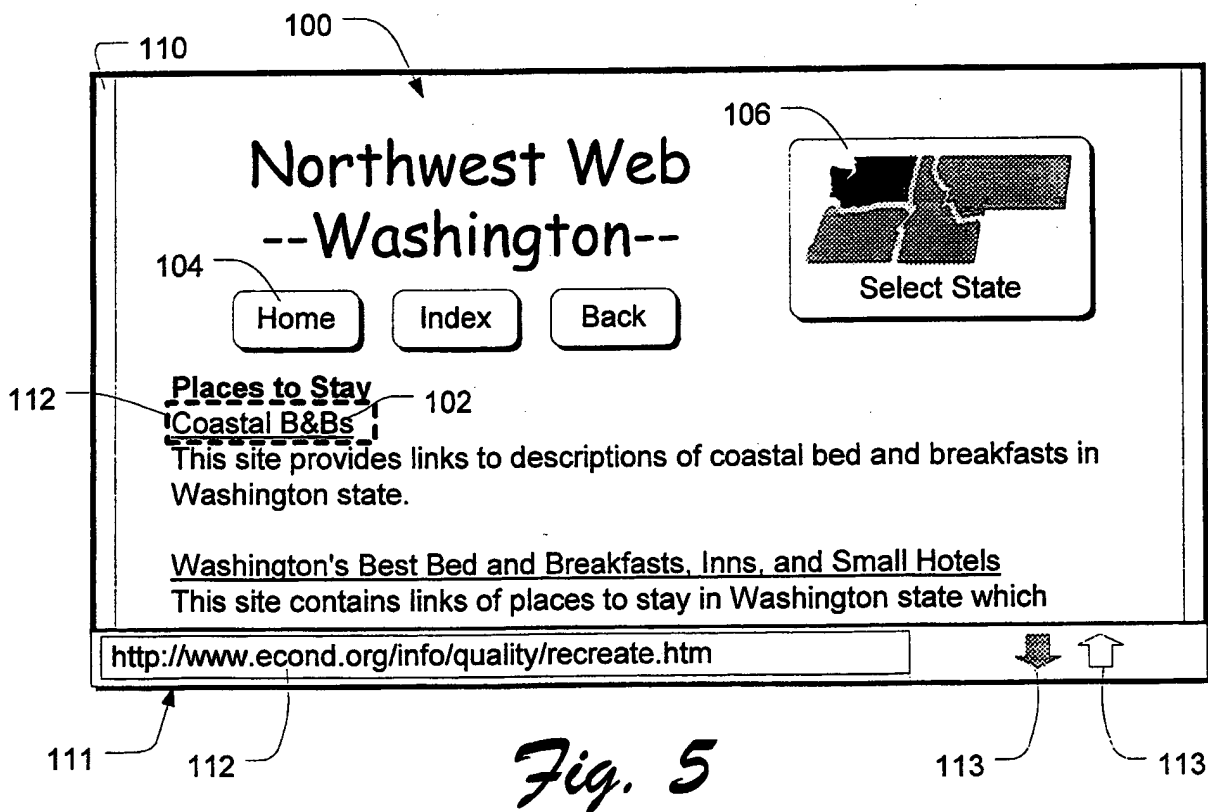 110
100
106
Northwest Web
--Washington--
104
Home
Index
Back
Select State
Places to Stay
112
Coastal B&Bs
102
This site provides links to descriptions of coastal bed and breakfasts in
Washington state.
Washington's Best Bed and Breakfasts, Inns, and Small Hotels
This site contains links of places to stay in Washington state which
http://www.econd.org/info/quality/recreate.htm
111
112
113
113
Fig. 5